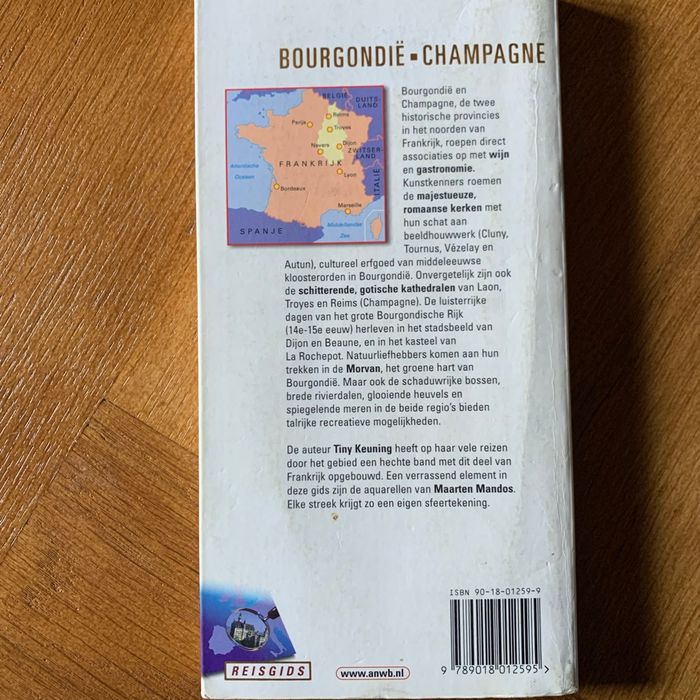 BOURGONDIË ▪ CHAMPAGNE
BELGIË
DUITS-
LAND
Reims
Parijs
Troyes
Dijon
Nevers
ZWITSER-
LAND
FRANKRIJK
Lyon
Atlantische
Oceaan
ITALIË
Bordeaux
Marseille
Middellandse
Zee
SPANJE
Bourgondië en
Champagne, de twee
historische provincies
in het noorden van
Frankrijk, roepen direct
associaties op met wijn
en gastronomie.
Kunstkenners roemen
de majestueuze,
romaanse kerken met
hun schat aan
beeldhouwwerk (Cluny,
Tournus, Vézelay en
Autun), cultureel erfgoed van middeleeuwse
kloosterorden in Bourgondië. Onvergetelijk zijn ook
de schitterende, gotische kathedralen van Laon,
Troyes en Reims (Champagne). De luisterrijke
dagen van het grote Bourgondische Rijk
(14e-15e eeuw) herleven in het stadsbeeld van
Dijon en Beaune, en in het kasteel van
La Rochepot. Natuurliefhebbers komen aan hun
trekken in de Morvan, het groene hart van
Bourgondië. Maar ook de schaduwrijke bossen,
brede rivierdalen, glooiende heuvels en
spiegelende meren in de beide regio's bieden
talrijke recreatieve mogelijkheden.
De auteur Tiny Keuning heeft op haar vele reizen
door het gebied een hechte band met dit deel van
Frankrijk opgebouwd. Een verrassend element in
deze gids zijn de aquarellen van Maarten Mandos.
Elke streek krijgt zo een eigen sfeertekening.
ISBN 90-18-01259-9
9 789018 012595 >
REISGIDS
www.anwb.nl